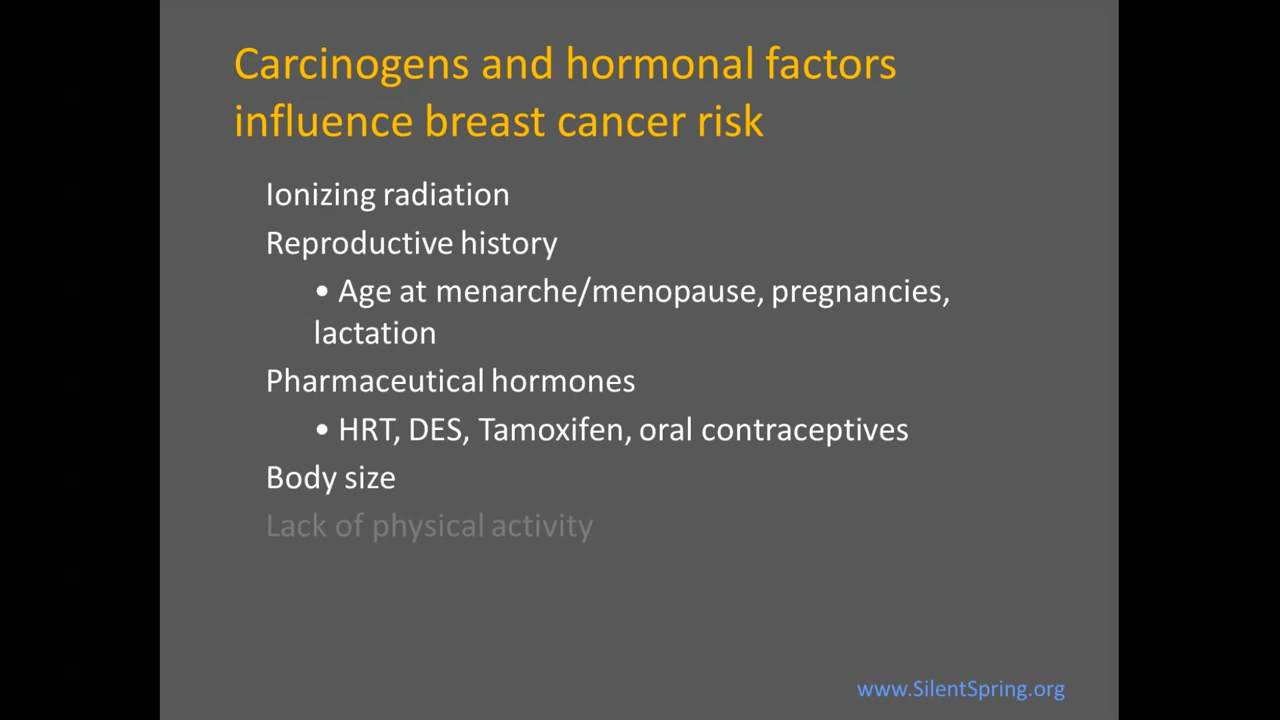 Carcinogens and hormonal factors
influence breast cancer risk
Ionizing radiation
Reproductive history
• Age at menarche/menopause, pregnancies,
lactation
Pharmaceutical hormones
• HRT, DES, Tamoxifen, oral contraceptives
Body size
Lack of physical activity
www.SilentSpring.org